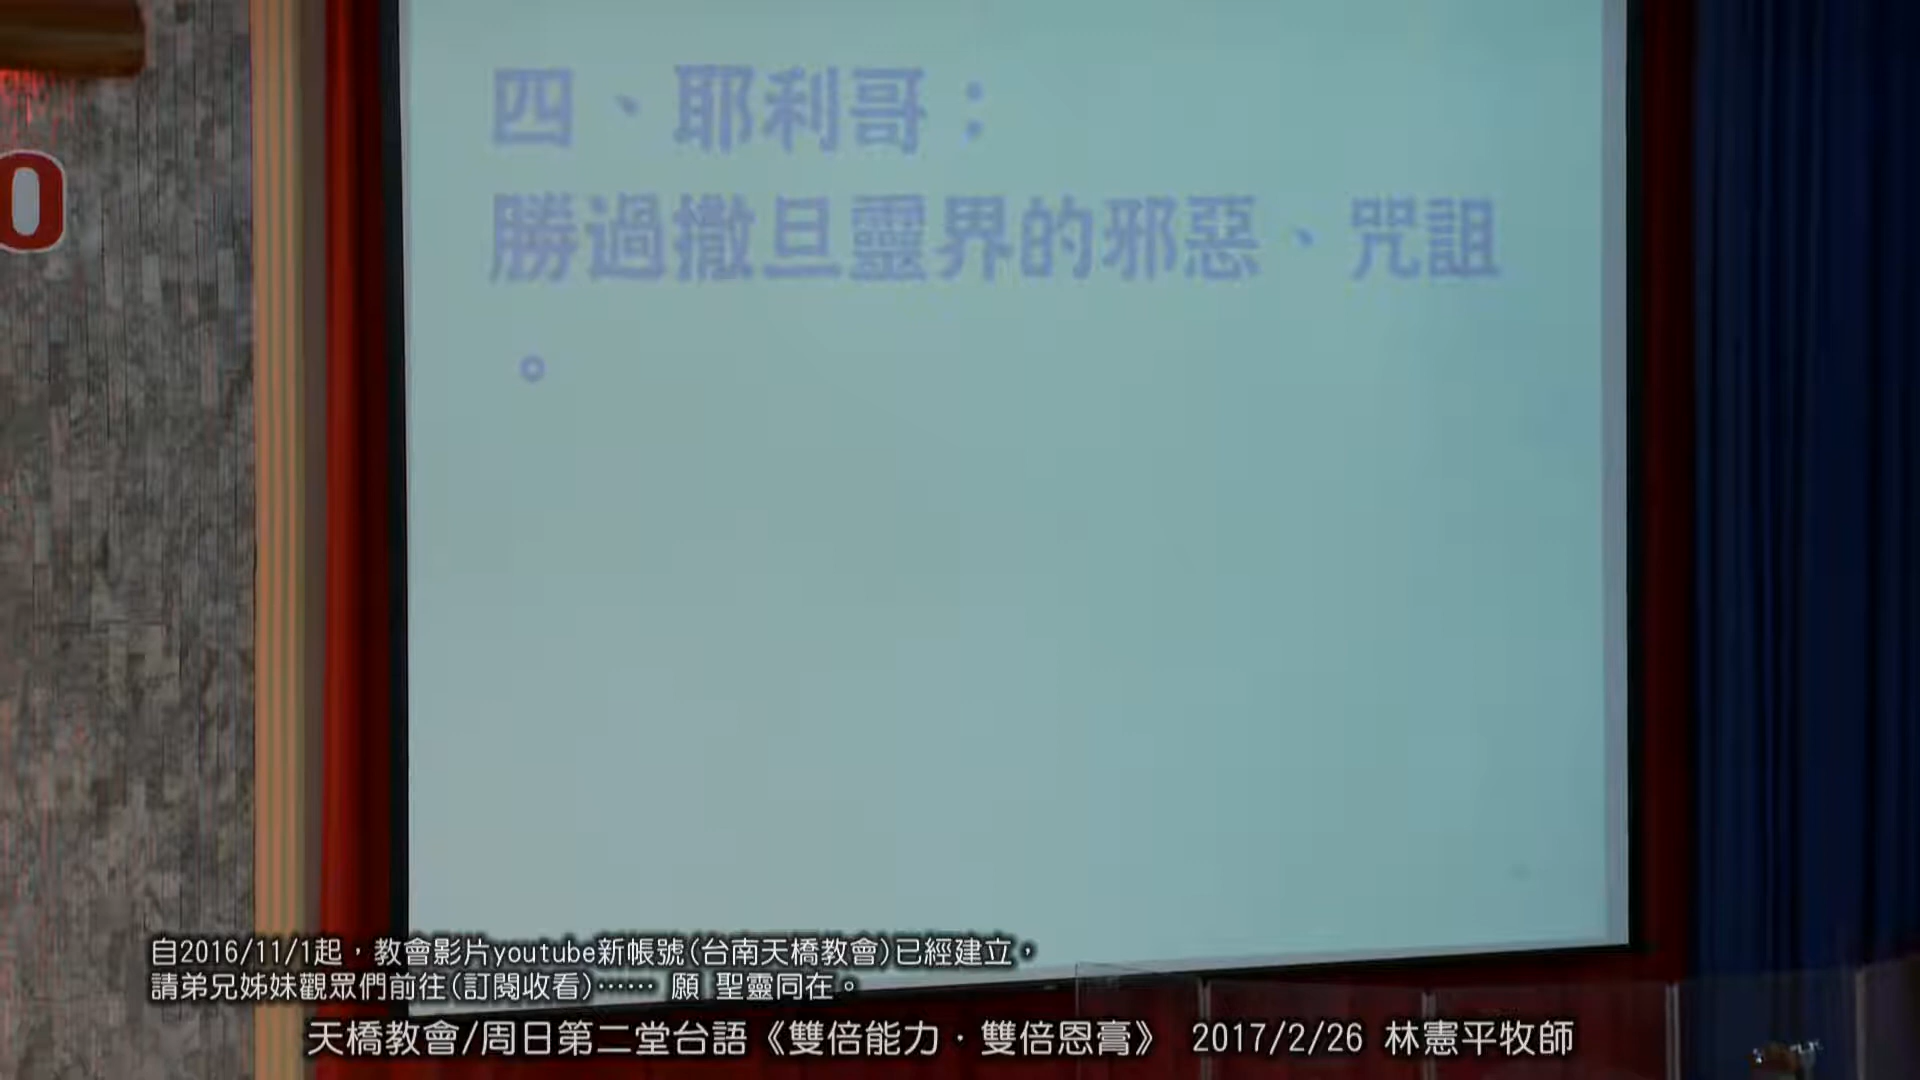 四、耶利哥：
勝過撒旦靈界的邪惡、咒詛
。
O
自2016/11/1起，教會影片youtube新帳號(台南天橋教會)已經建立，
請弟兄姊妹觀眾們前往(訂閱收看)⋯⋯ 願 聖靈同在。
天橋教會/周日第二堂台語《雙倍能力．雙倍恩膏》 2017/2/26 林憲平牧師